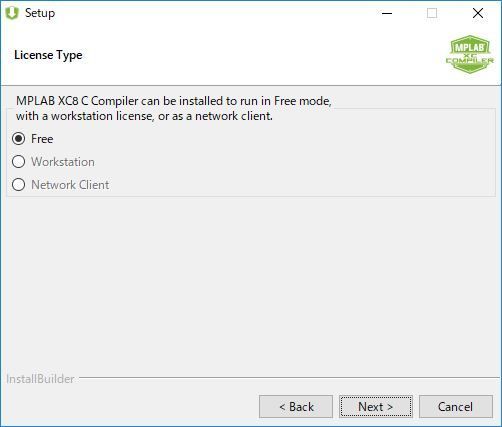 Setup
License Type
MPLAB
XC
COMPILER
MPLAB XC8 C Compiler can be installed to run in Free mode,
with a workstation license, or as a network client.
Free
Workstation
Network Client
InstallBuilder
< Back
Next >
Cancel